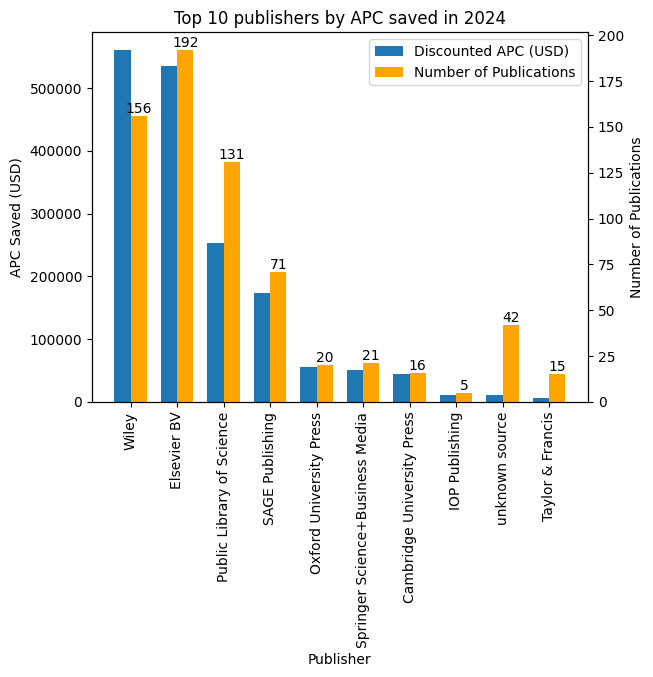 Top 10 publishers by APC saved in 2024
Discounted APC (USD)
Number of Publications
APC Saved (USD)
500000
400000
300000
200000
100000
0
156
192
131
71
20
21
16
5
42
15
200
175
150
125
100
75
50
25
0
Number of Publications
Wiley
Elsevier BV
Public Library of Science
SAGE Publishing
Oxford University Press
Springer Science+Business Media
Cambridge University Press
IOP Publishing
unknown source
Taylor & Francis
Publisher